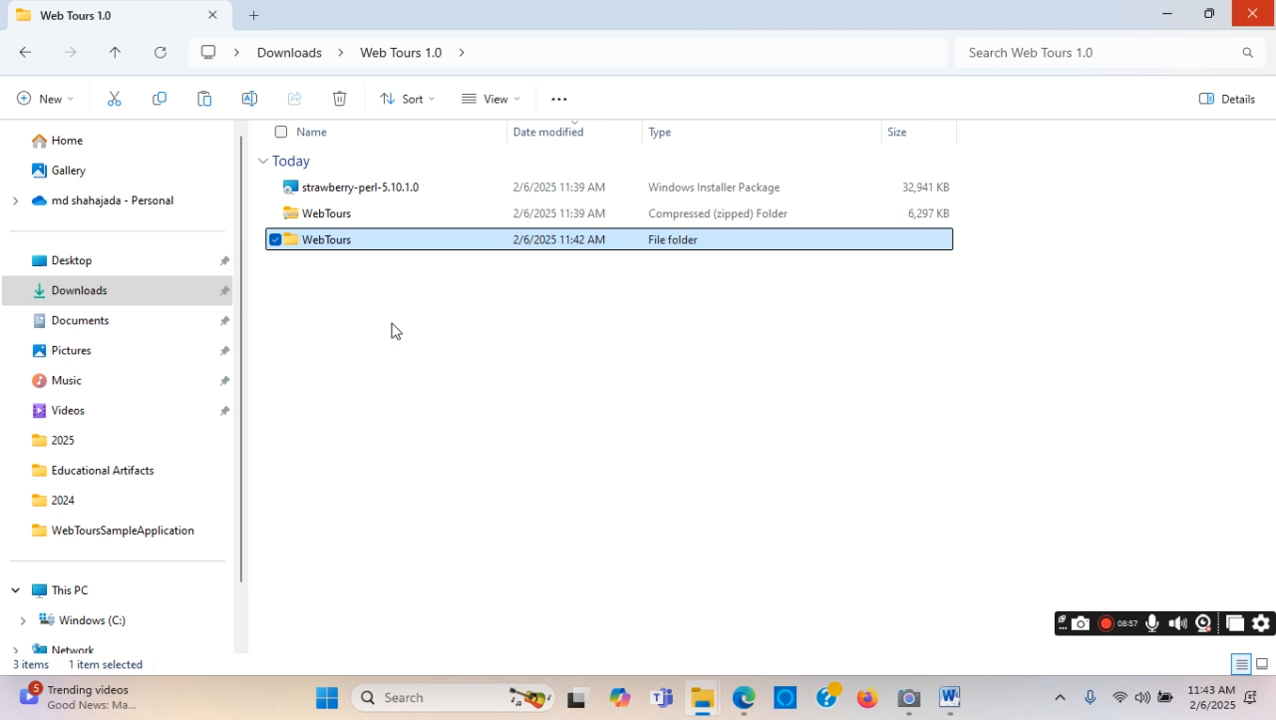 Web Tours 1.0
Downloads
Web Tours 1.0
Search Web Tours 1.0
New
Sort
View
Details
Name
Date modified
Type
Size
Today
strawberry-perl-5.10.1.0 2/6/2025 11:39 AM Windows Installer Package 32,941 KB
WebTours 2/6/2025 11:39 AM Compressed (zipped) Folder 6,297 KB
WebTours 2/6/2025 11:42 AM File folder
Home
Gallery
md shahajada - Personal
Desktop
Downloads
Documents
Pictures
Music
Videos
2025
Educational Artifacts
2024
WebToursSampleApplication
This PC
Windows (C:)
Network
08:57
3 items 1 item selected
5
Trending videos
Good News: Ma...
Search
11:43 AM
2/6/2025